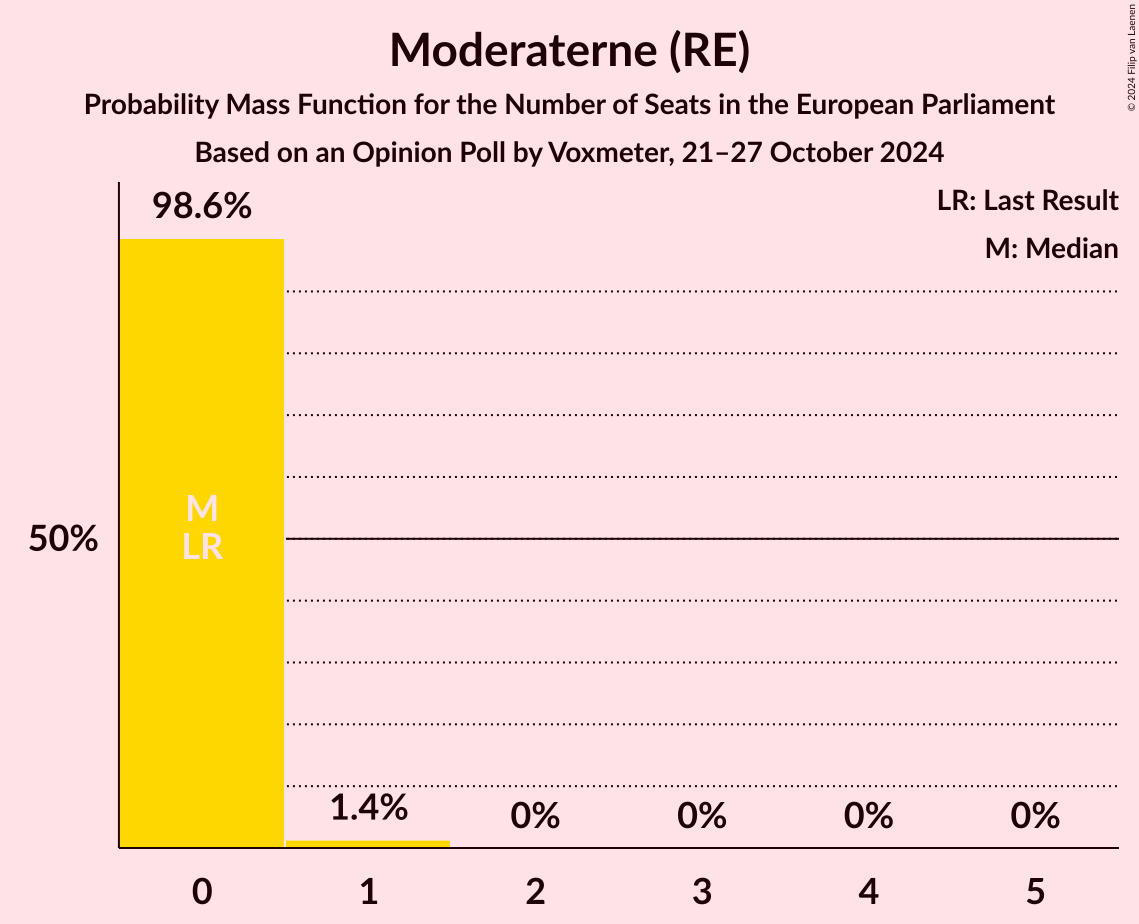 Moderaterne (RE)
Probability Mass Function for the Number of Seats in the European Parliament
Based on an Opinion Poll by Voxmeter, 21–27 October 2024
© 2024 Filip van Laenen
LR: Last Result
M: Median
98.6%
M
LR
50%
1.4%
0%
0%
0%
0%
0
1
2
3
4
5